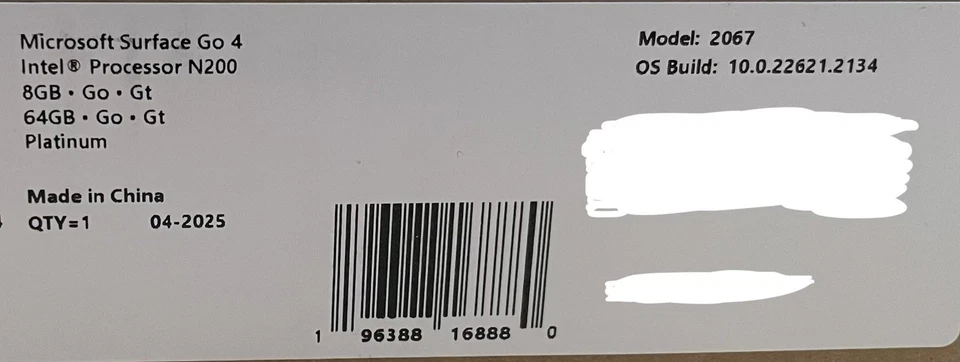 Microsoft Surface Go 4
Intel® Processor N200
8GB • Go • Gt
64GB • Go • Gt
Platinum
Made in China
QTY=1 04-2025
Model: 2067
OS Build: 10.0.22621.2134
1 96388 16888 0